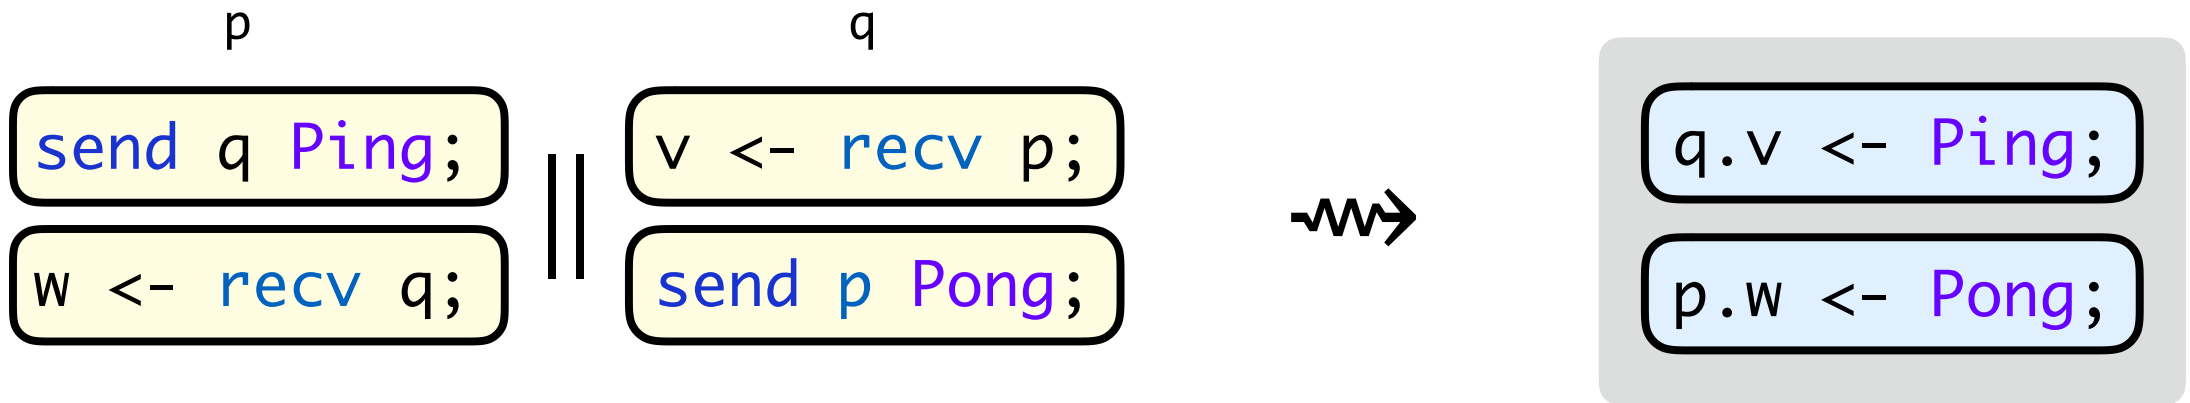 p
send q Ping;
w <- recv q;
q
v <- recv p;
send p Pong;
q.v <- Ping;
p.w <- Pong;